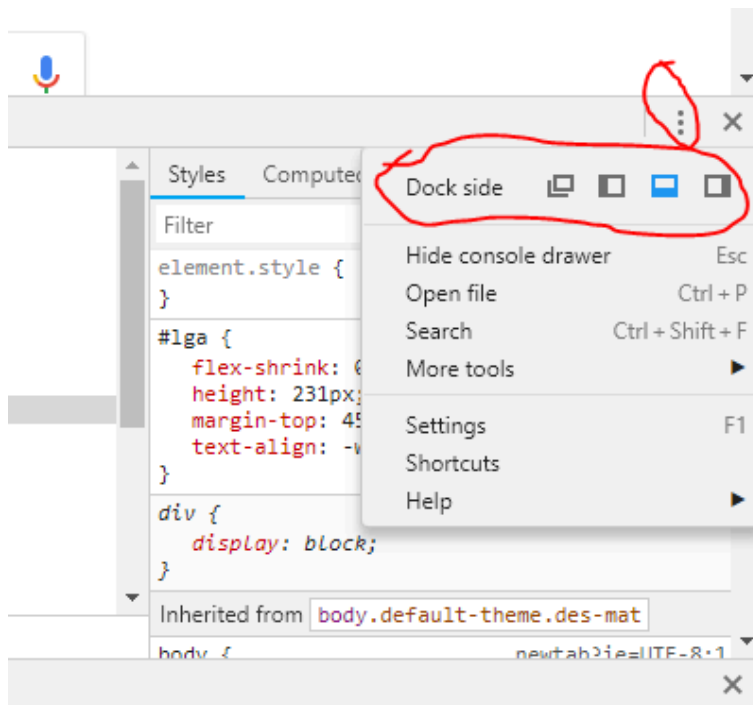 Styles Computed
Filter
element.style {
}
#lga {
flex-shrink:
height: 231px;
margin-top:
text-align:
}
div {
display: block;
}
Inherited from body.default-theme.des-mat
body { newtab?ie=UTF-8:1
Dock side
Hide console drawer Esc
Open file Ctrl + P
Search Ctrl + Shift + F
More tools
Settings F1
Shortcuts
Help